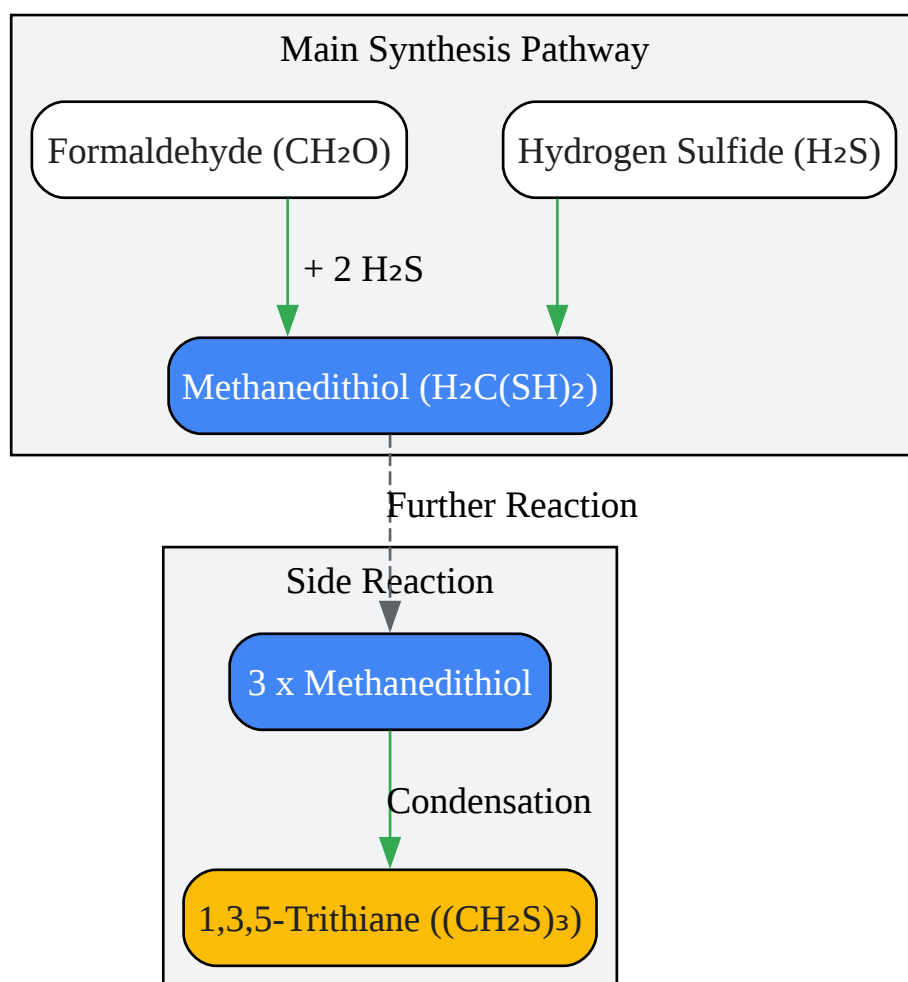 Main Synthesis Pathway
Formaldehyde (CH₂O)
Hydrogen Sulfide (H₂S)
+ 2 H₂S
Methanedithiol (H₂C(SH)₂)
Further Reaction
Side Reaction
3 x Methanedithiol
Condensation
1,3,5-Trithiane ((CH₂S)₃)